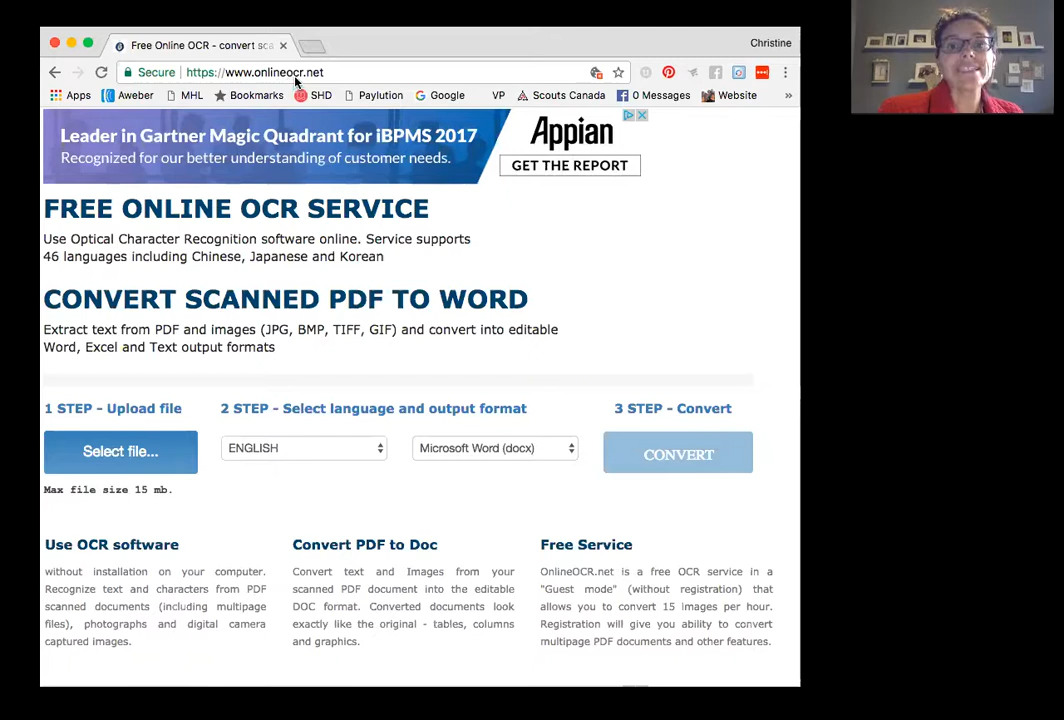 Free Online OCR - convert sca
Christine
Secure https://www.onlineocr.net
Apps Aweber MHL Bookmarks SHD Paylution Google VP Scouts Canada 0 Messages Website »
Leader in Gartner Magic Quadrant for iBPMS 2017
Recognized for our better understanding of customer needs.
Appian
GET THE REPORT
FREE ONLINE OCR SERVICE
Use Optical Character Recognition software online. Service supports
46 languages including Chinese, Japanese and Korean
CONVERT SCANNED PDF TO WORD
Extract text from PDF and images (JPG, BMP, TIFF, GIF) and convert into editable
Word, Excel and Text output formats
1 STEP - Upload file 2 STEP - Select language and output format 3 STEP - Convert
Select file... ENGLISH Microsoft Word (docx) CONVERT
Max file size 15 mb.
Use OCR software
without installation on your computer.
Recognize text and characters from PDF
scanned documents (including multipage
files), photographs and digital camera
captured images.
Convert PDF to Doc
Convert text and Images from your
scanned PDF document into the editable
DOC format. Converted documents look
exactly like the original - tables, columns
and graphics.
Free Service
OnlineOCR.net is a free OCR service in a
"Guest mode" (without registration) that
allows you to convert 15 images per hour.
Registration will give you ability to convert
multipage PDF documents and other features.